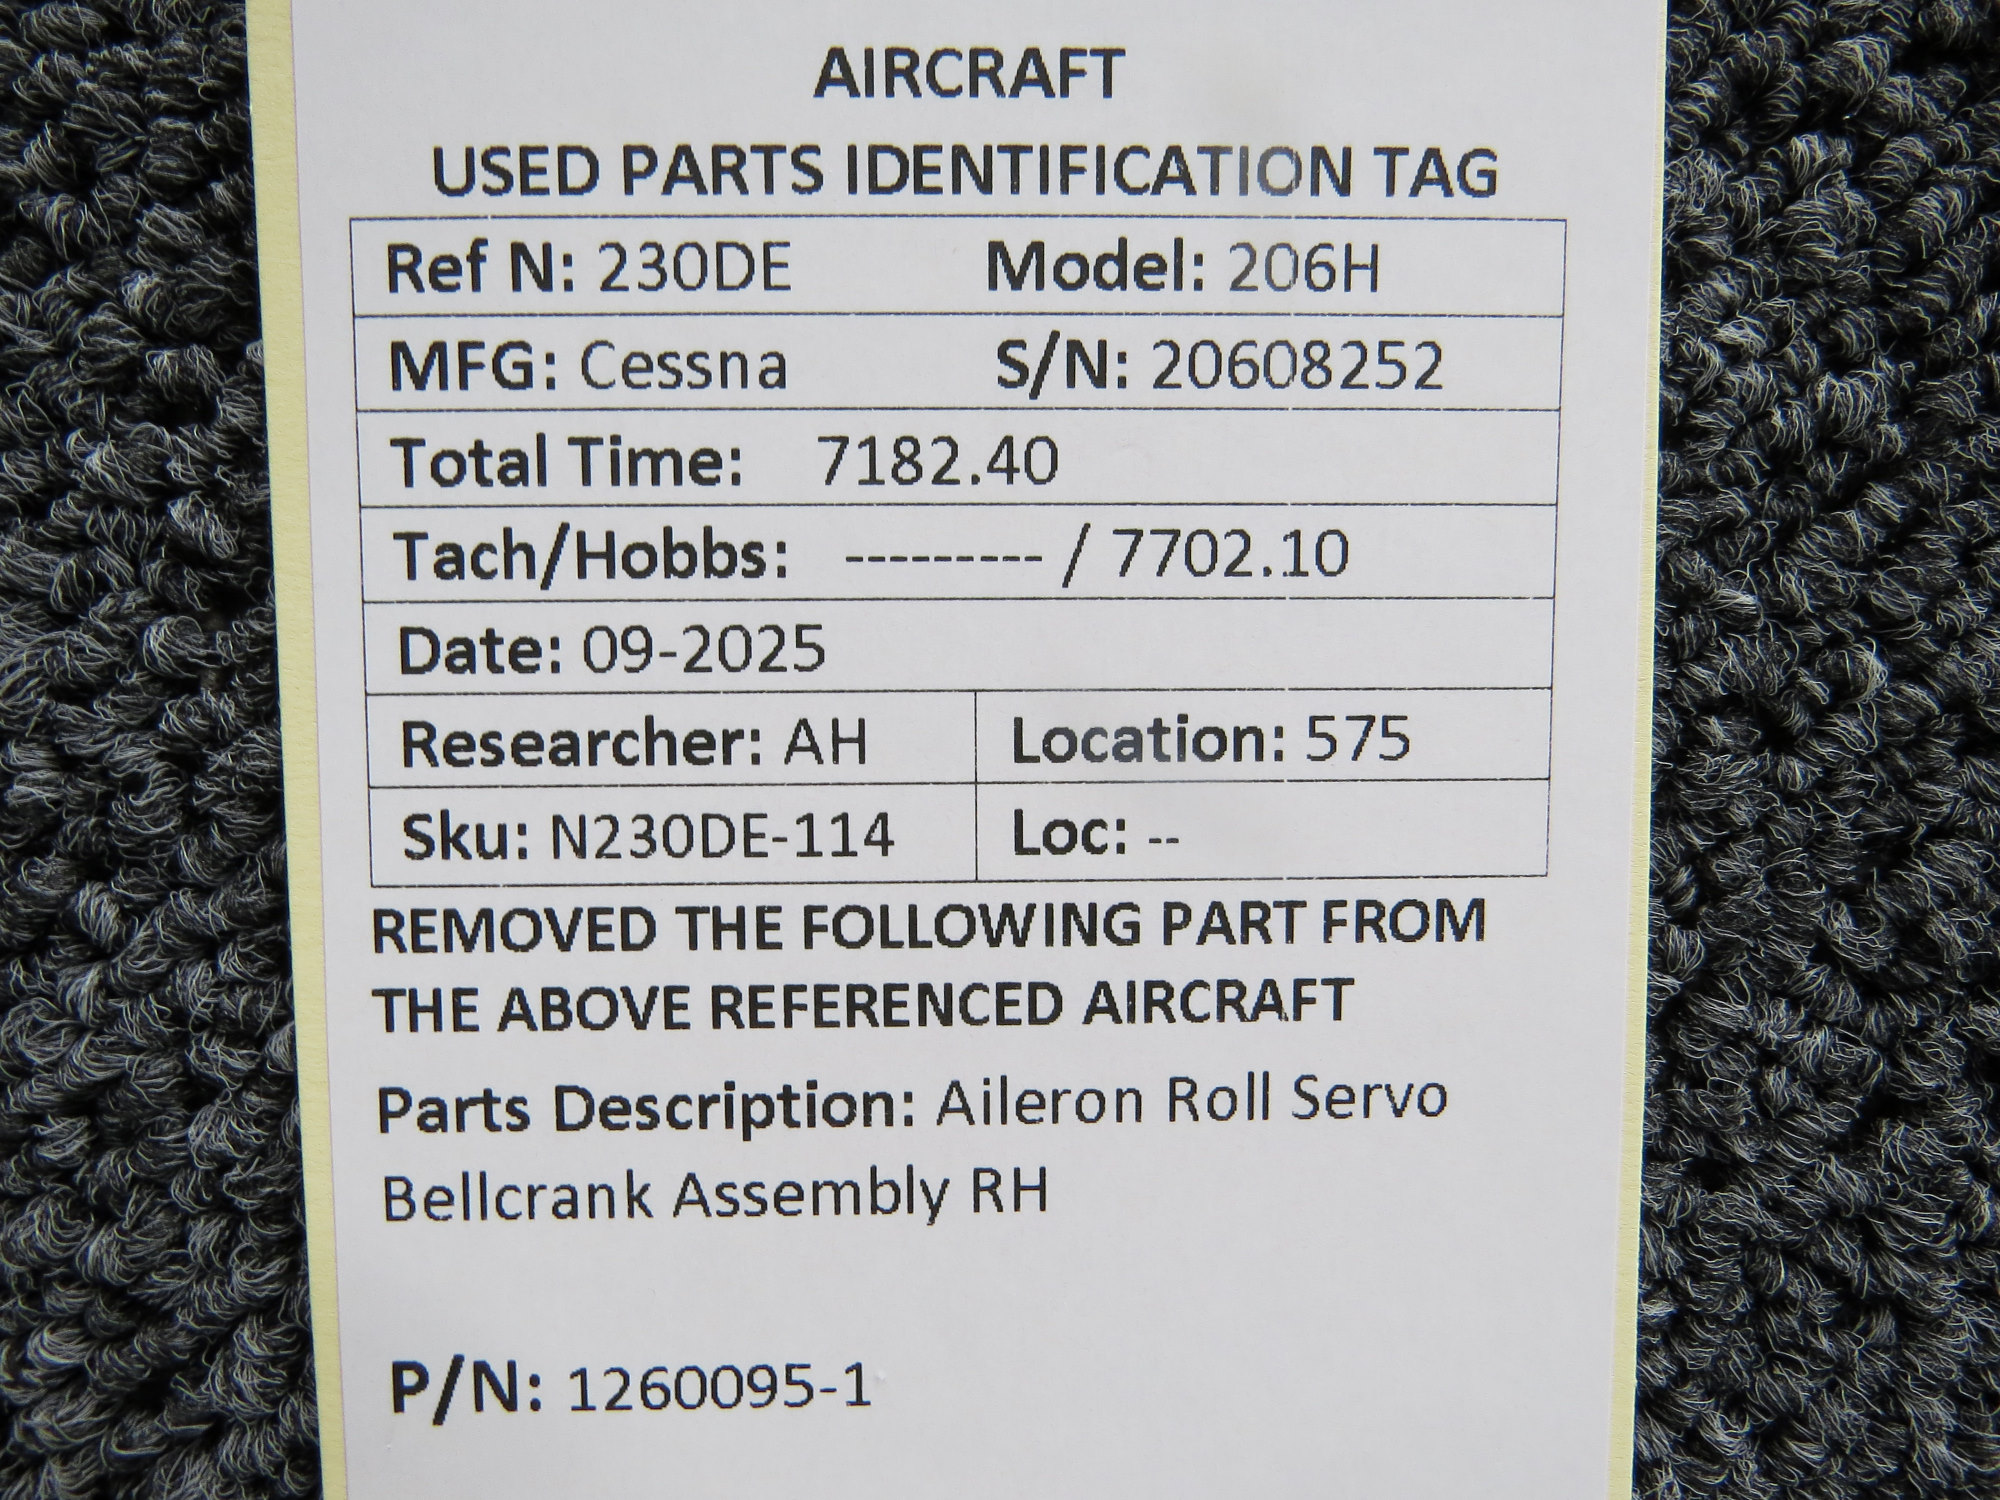 AIRCRAFT
USED PARTS IDENTIFICATION TAG
Ref N: 230DE Model: 206H
MFG: Cessna S/N: 20608252
Total Time: 7182.40
Tach/Hobbs: --------- / 7702.10
Date: 09-2025
Researcher: AH Location: 575
Sku: N230DE-114 Loc: --
REMOVED THE FOLLOWING PART FROM
THE ABOVE REFERENCED AIRCRAFT
Parts Description: Aileron Roll Servo
Bellcrank Assembly RH
P/N: 1260095-1